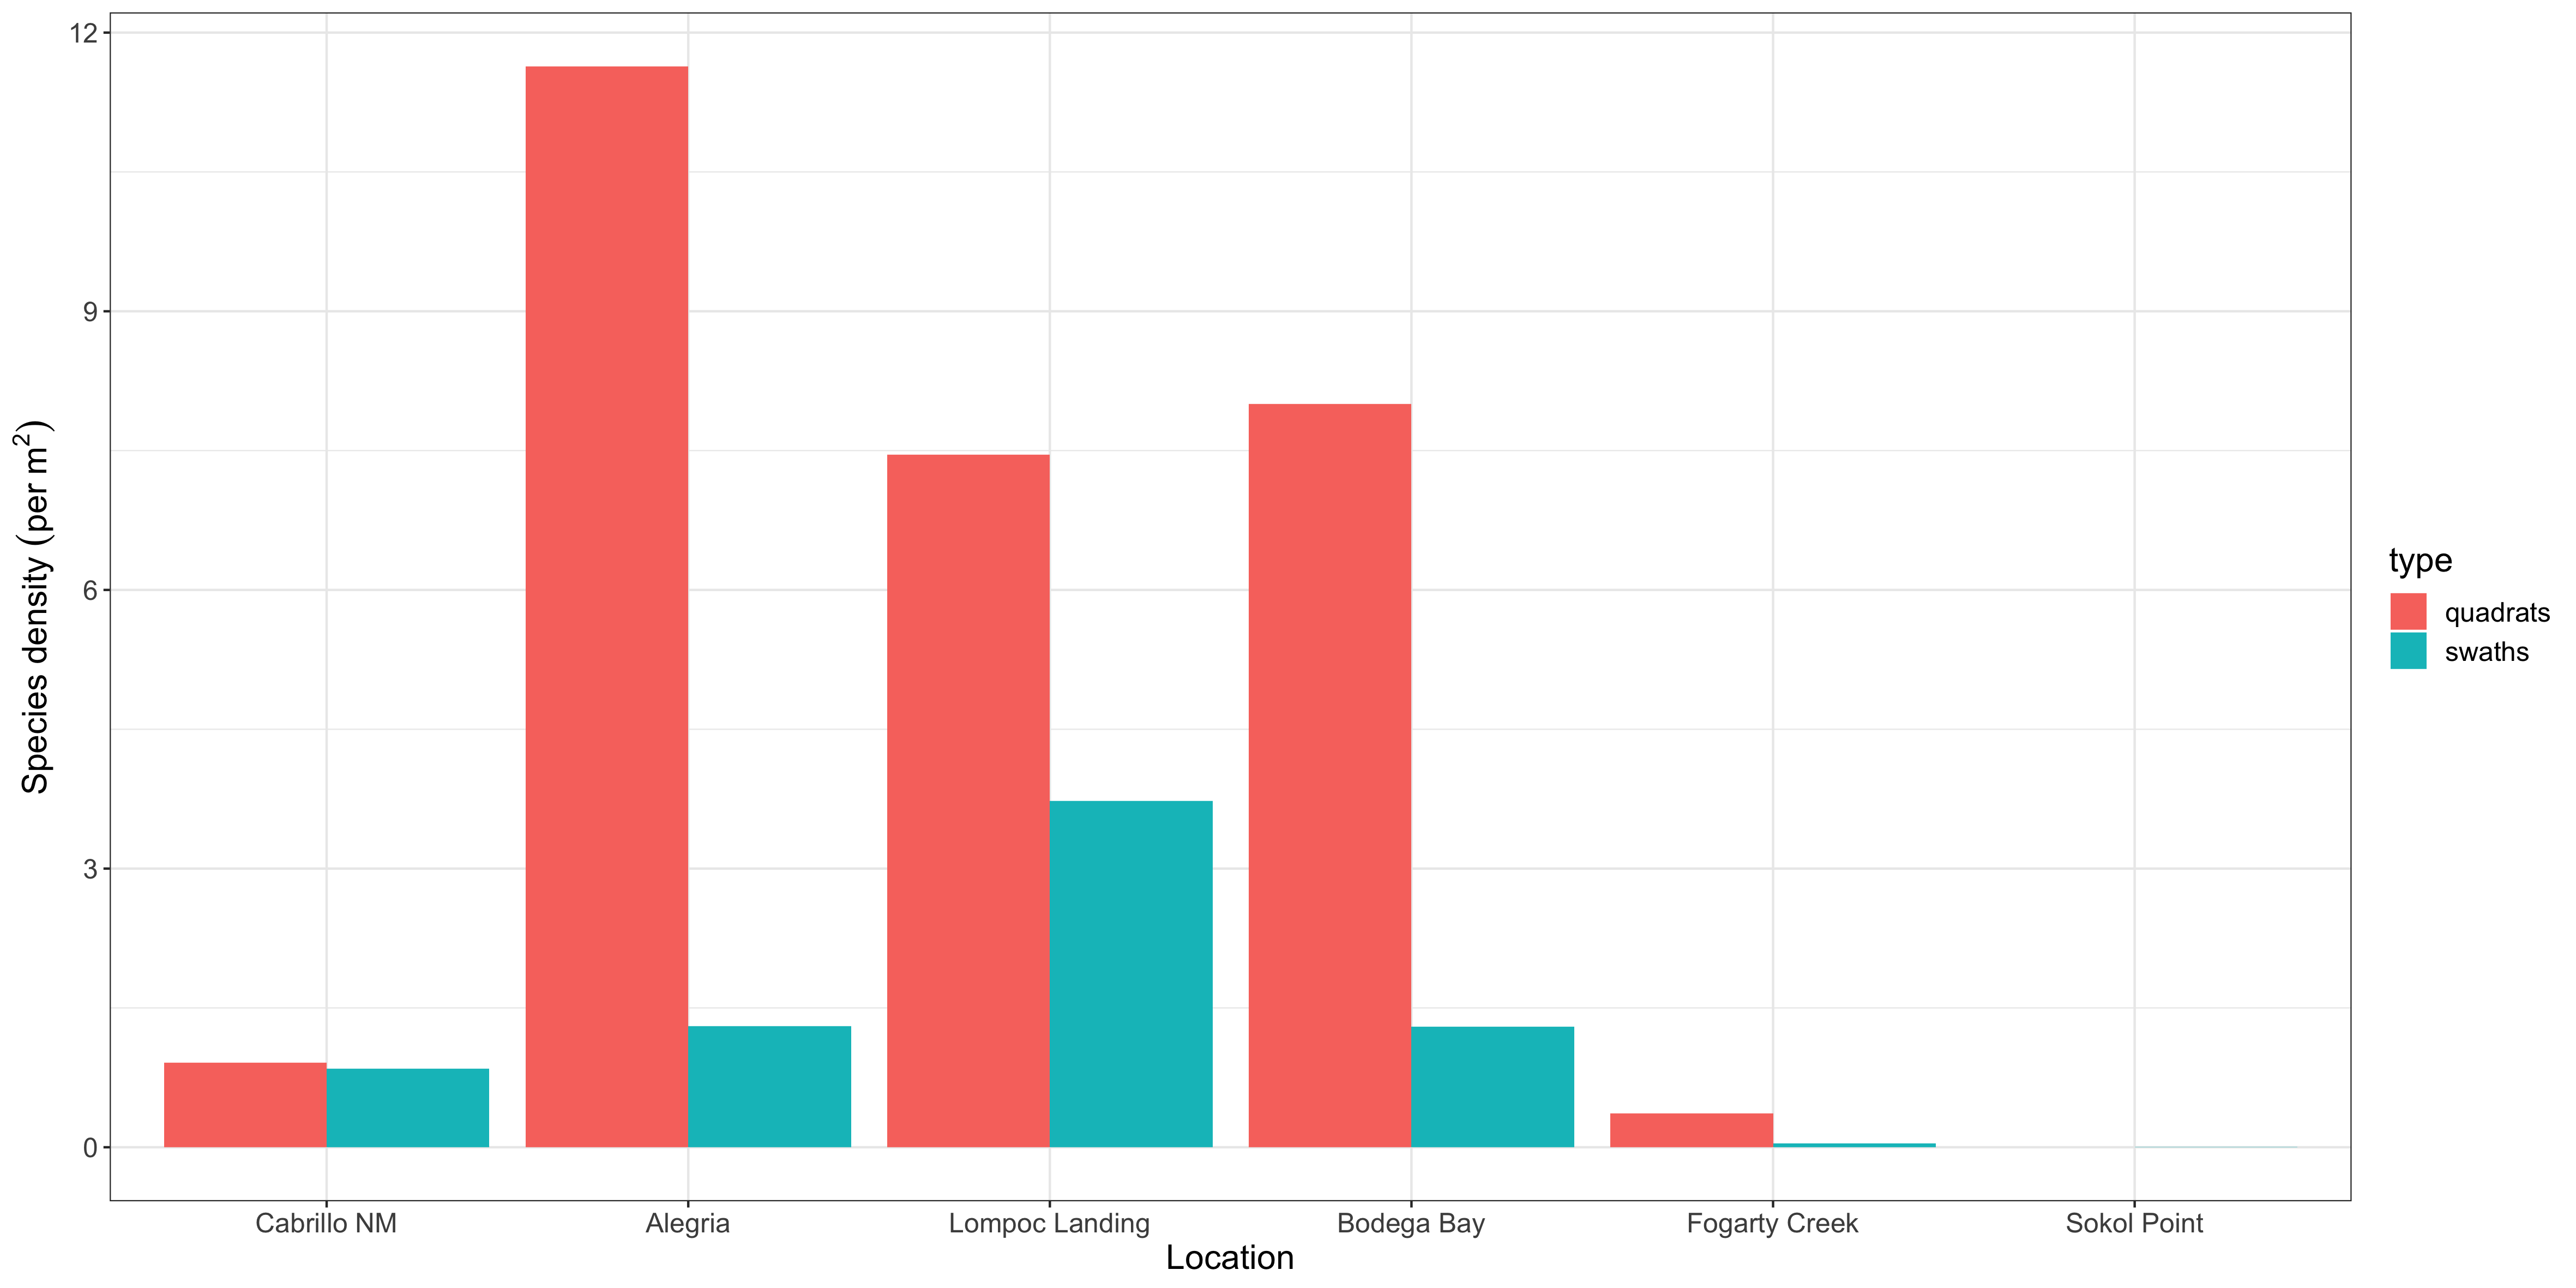 Species density (per m²)
12
9
6
3
0
Cabrillo NM
Alegria
Lompoc Landing
Bodega Bay
Fogarty Creek
Sokol Point
Location
type
quadrats
swaths